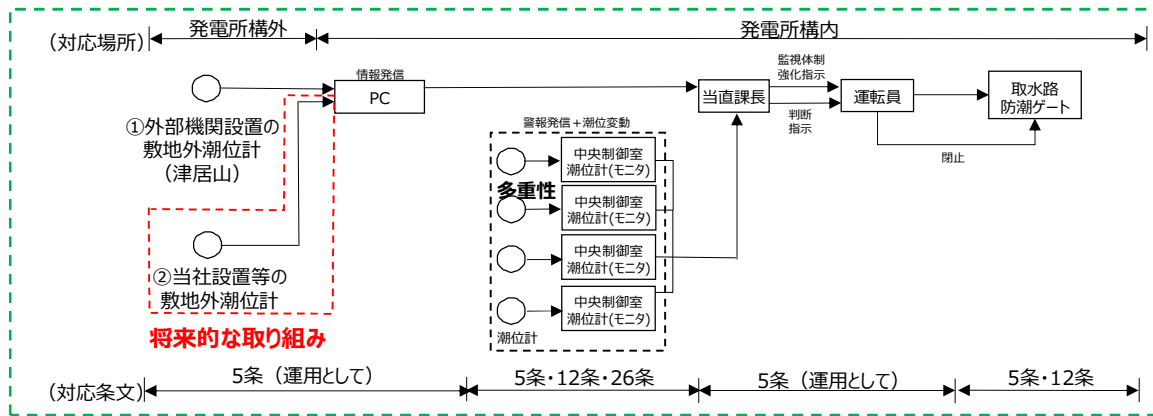 (対応場所)
発電所構外
発電所構内
情報発信
PC
①外部機関設置の
敷地外潮位計
(津居山)
②当社設置等の
敷地外潮位計
将来的な取り組み
警報発信+潮位変動
多重性
中央制御室
潮位計(モニタ)
中央制御室
潮位計(モニタ)
中央制御室
潮位計(モニタ)
中央制御室
潮位計(モニタ)
潮位計
当直課長
監視体制
強化指示
判断
指示
運転員
閉止
取水路
防潮ゲート
(対応条文)
5条(運用として)
5条・12条・26条
5条(運用として)
5条・12条